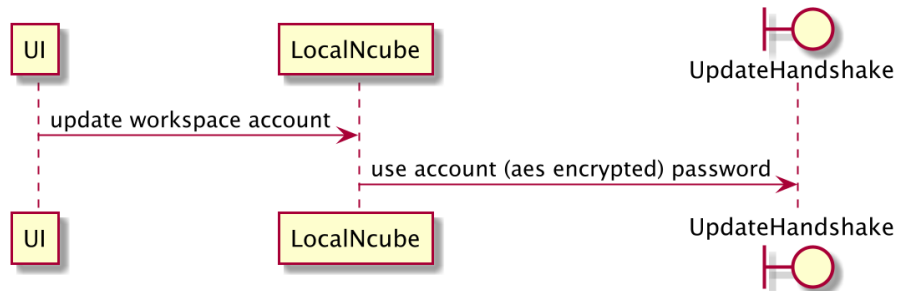 UI
LocalNcube
UpdateHandshake
update workspace account
use account (aes encrypted) password
UI
LocalNcube
UpdateHandshake